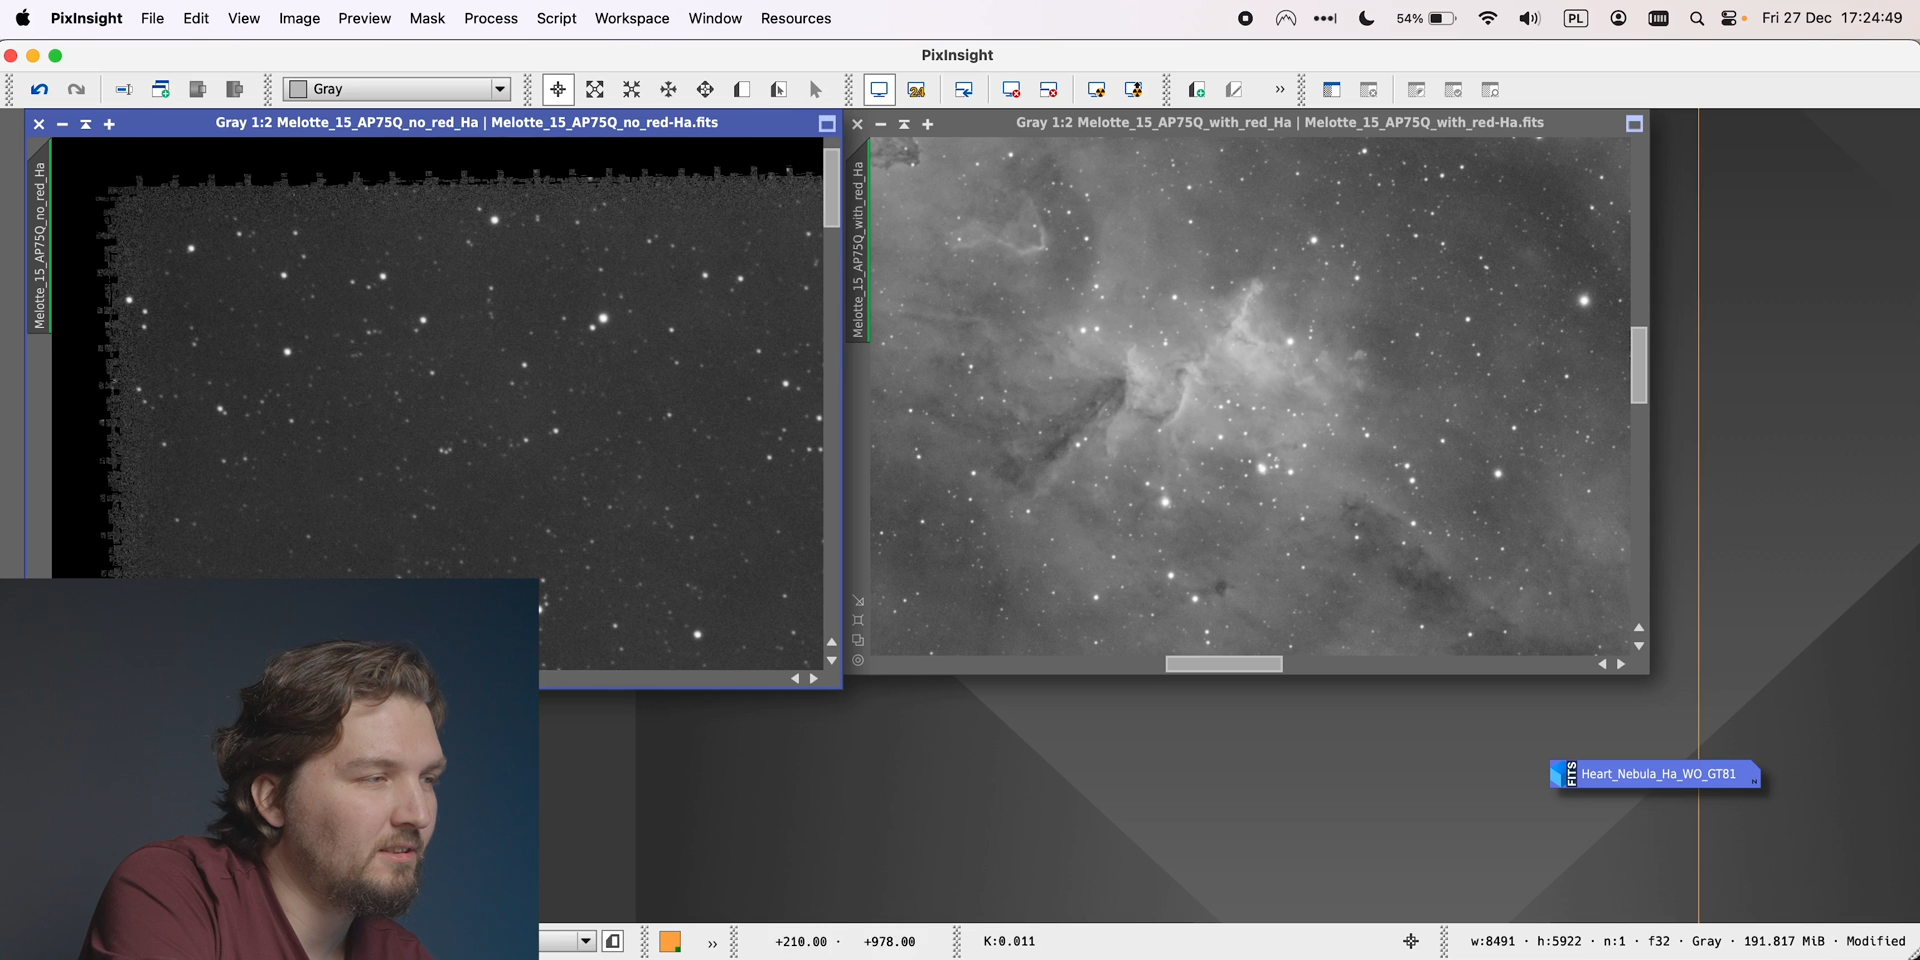 PixInsight File Edit View Image Preview Mask Process Script Workspace Window Resources 54% PL Fri 27 Dec 17:24:49
PixInsight
Gray 24
Gray 1:2 Melotte_15_AP75Q_no_red_Ha | Melotte_15_AP75Q_no_red-Ha.fits
Melotte_15_AP75Q_no_red_Ha
Gray 1:2 Melotte_15_AP75Q_with_red_Ha | Melotte_15_AP75Q_with_red-Ha.fits
Melotte_15_AP75Q_with_red_Ha
FITS Heart_Nebula_Ha_WO_GT81 N
+210.00 · +978.00 K:0.011 w:8491 · h:5922 · n:1 · f32 · Gray · 191.817 MiB · Modified